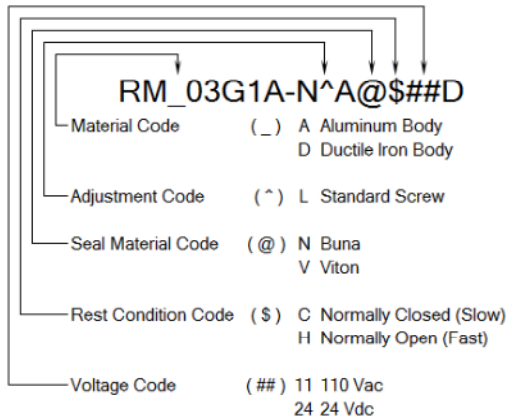 RM_03G1A-N^A@$##D
Material Code ( _ ) A Aluminum Body
D Ductile Iron Body
Adjustment Code ( ^ ) L Standard Screw
Seal Material Code ( @ ) N Buna
V Viton
Rest Condition Code ( $ ) C Normally Closed (Slow)
H Normally Open (Fast)
Voltage Code ( ## ) 11 110 Vac
24 24 Vdc